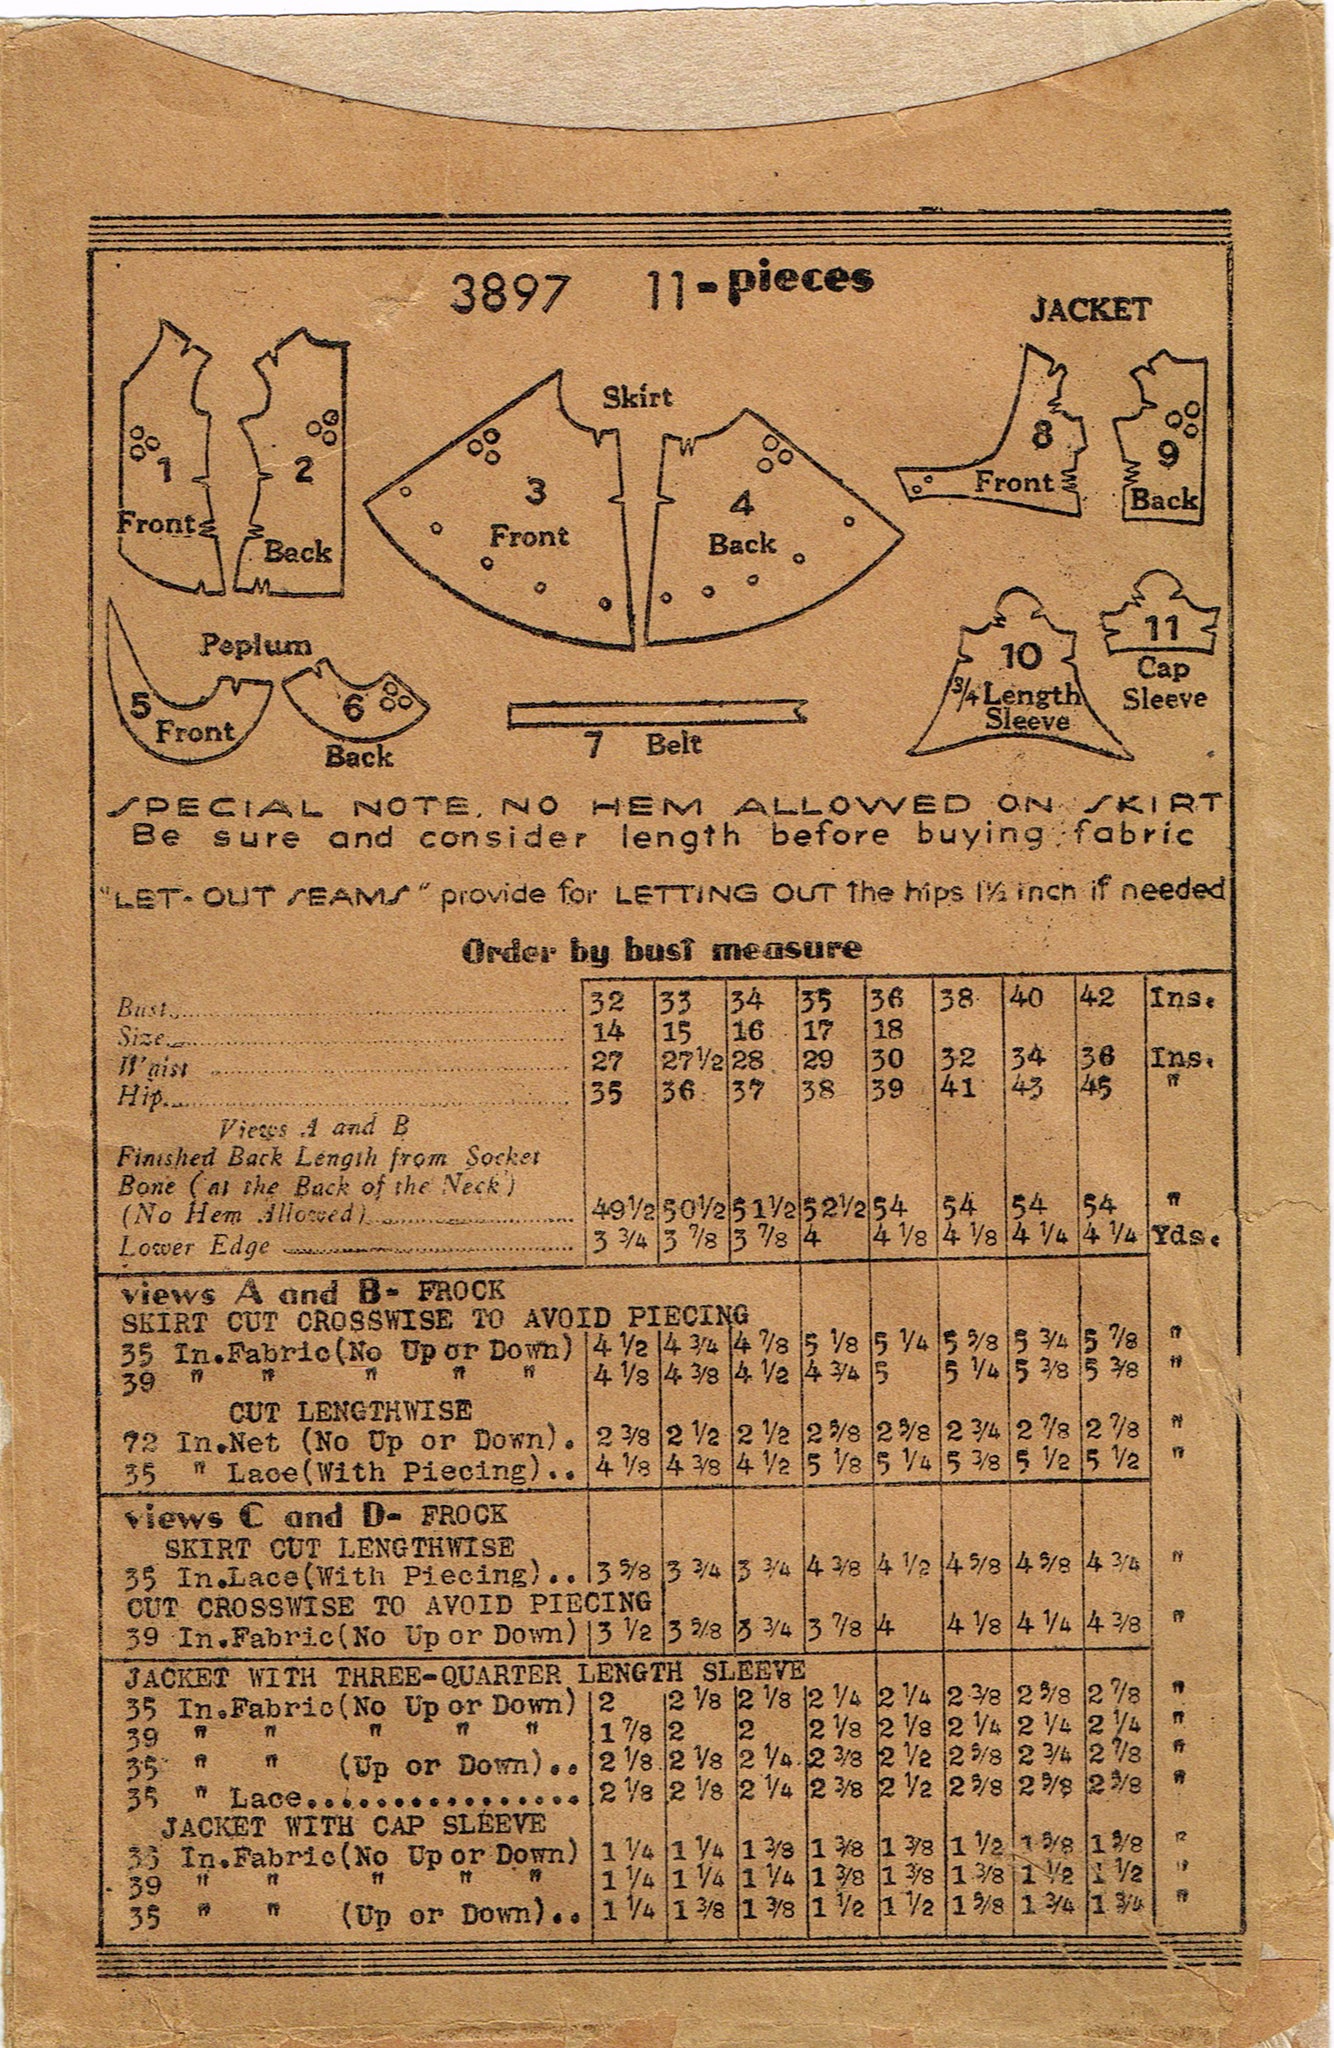 3897 11-pieces
JACKET
1
Front
2
Back
Skirt
3
Front
4
Back
8
Front
9
Back
Peplum
5
Front
6
Back
7 Belt
10
3/4 Length
Sleeve
11
Cap
Sleeve
SPECIAL NOTE, NO HEM ALLOWED ON SKIRT
Be sure and consider length before buying fabric
"LET-OUT SEAMS" provide for LETTING OUT the hips 1½ inch if needed
Order by bust measure
Bust 32 33 34 35 36 38 40 42 Ins.
Size 14 15 16 17 18
Waist 27 27 1/2 28 29 30 32 34 36 Ins.
Hip 35 36 37 38 39 41 43 45 "
Views A and B
Finished Back Length from Socket
Bone (at the Back of the Neck)
(No Hem Allowed) 49 1/2 50 1/2 51 1/2 52 1/2 54 54 54 54 "
Lower Edge 3 3/4 3 7/8 3 7/8 4 4 1/8 4 1/8 4 1/4 4 1/4 Yds.
views A and B- FROCK
SKIRT CUT CROSSWISE TO AVOID PIECING
35 In.Fabric(No Up or Down) 4 1/2 4 3/4 4 7/8 5 1/8 5 1/4 5 5/8 5 3/4 5 7/8 "
39 " " " " " 4 1/8 4 3/8 4 1/2 4 3/4 5 5 1/4 5 3/8 5 3/8 "
CUT LENGTHWISE
72 In.Net (No Up or Down). 2 3/8 2 1/2 2 1/2 2 5/8 2 5/8 2 3/4 2 7/8 2 7/8 "
35 " Lace(With Piecing).. 4 1/8 4 3/8 4 1/2 5 1/8 5 1/4 5 3/8 5 1/2 5 1/2 "
views C and D- FROCK
SKIRT CUT LENGTHWISE
35 In.Lace(With Piecing).. 3 5/8 3 3/4 3 3/4 4 3/8 4 1/2 4 5/8 4 5/8 4 3/4 "
CUT CROSSWISE TO AVOID PIECING
39 In.Fabric(No Up or Down) 3 1/2 3 5/8 3 3/4 3 7/8 4 4 1/8 4 1/4 4 3/8 "
JACKET WITH THREE-QUARTER LENGTH SLEEVE
35 In.Fabric(No Up or Down) 2 2 1/8 2 1/8 2 1/4 2 1/4 2 3/8 2 5/8 2 7/8 "
39 " " " " " 1 7/8 2 2 2 1/8 2 1/8 2 1/4 2 1/4 2 1/4 "
35 " " (Up or Down).. 2 1/8 2 1/8 2 1/4 2 3/8 2 1/2 2 5/8 2 3/4 2 7/8 "
35 " Lace................ 2 1/8 2 1/8 2 1/4 2 3/8 2 1/2 2 5/8 2 5/8 2 5/8 "
JACKET WITH CAP SLEEVE
35 In.Fabric(No Up or Down) 1 1/4 1 1/4 1 3/8 1 3/8 1 3/8 1 1/2 1 5/8 1 5/8 "
39 " " " " " 1 1/4 1 1/4 1 1/4 1 3/8 1 3/8 1 3/8 1 1/2 1 1/2 "
35 " " (Up or Down).. 1 1/4 1 3/8 1 3/8 1 1/2 1 1/2 1 5/8 1 3/4 1 3/4 "